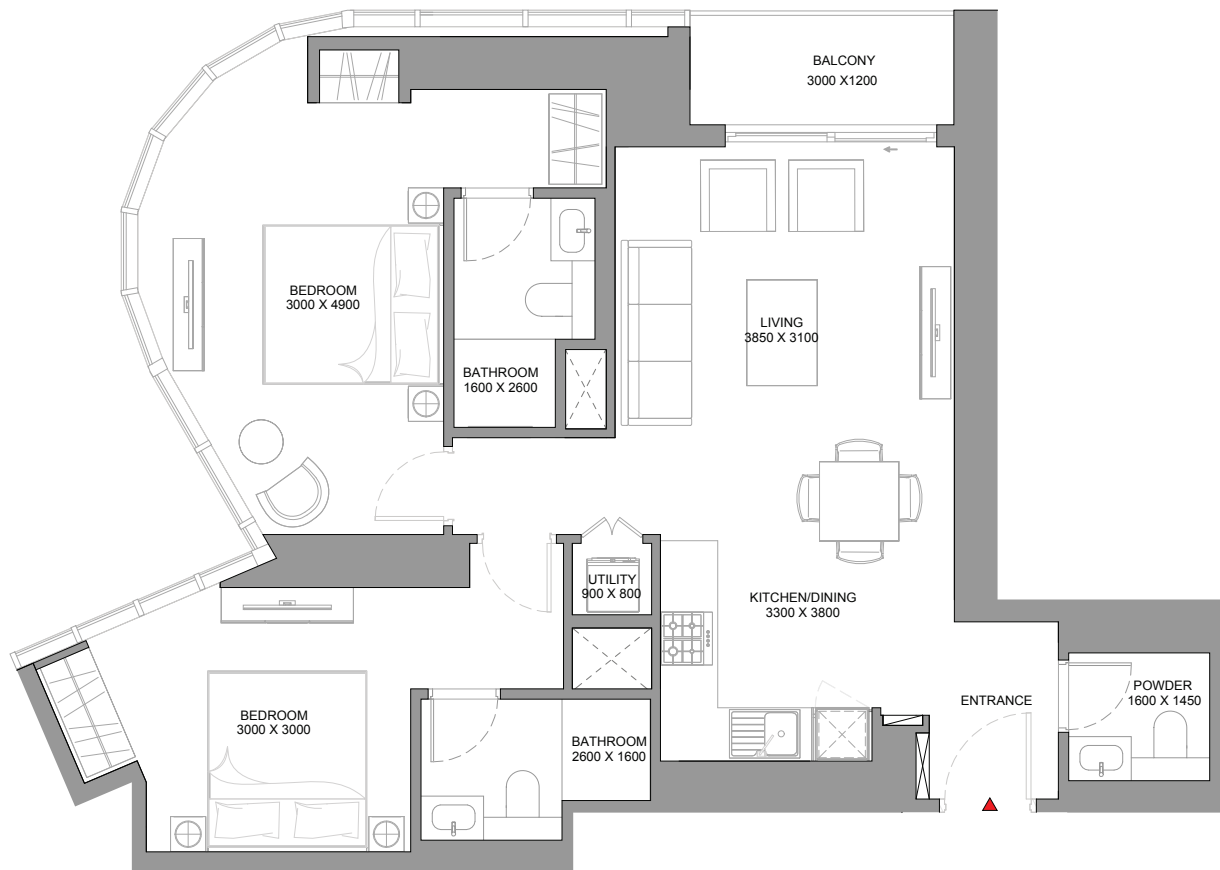 BALCONY
3000 X1200
BEDROOM
3000 X 4900
LIVING
3850 X 3100
BATHROOM
1600 X 2600
UTILITY
900 X 800
KITCHEN/DINING
3300 X 3800
ENTRANCE
POWDER
1600 X 1450
BEDROOM
3000 X 3000
BATHROOM
2600 X 1600